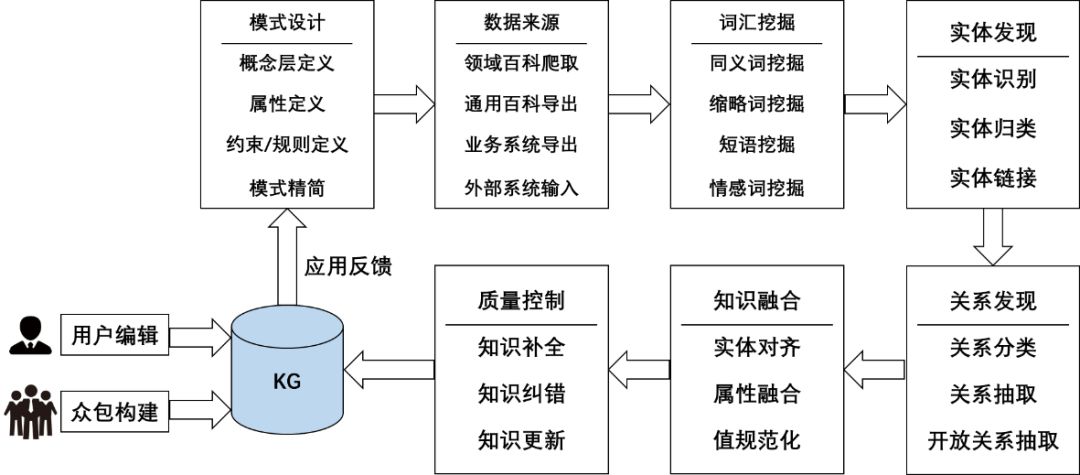 模式设计
概念层定义
属性定义
约束/规则定义
模式精简
数据来源
领域百科爬取
通用百科导出
业务系统导出
外部系统输入
词汇挖掘
同义词挖掘
缩略词挖掘
短语挖掘
情感词挖掘
实体发现
实体识别
实体归类
实体链接
关系发现
关系分类
关系抽取
开放关系抽取
知识融合
实体对齐
属性融合
值规范化
质量控制
知识补全
知识纠错
知识更新
KG
应用反馈
用户编辑
众包构建